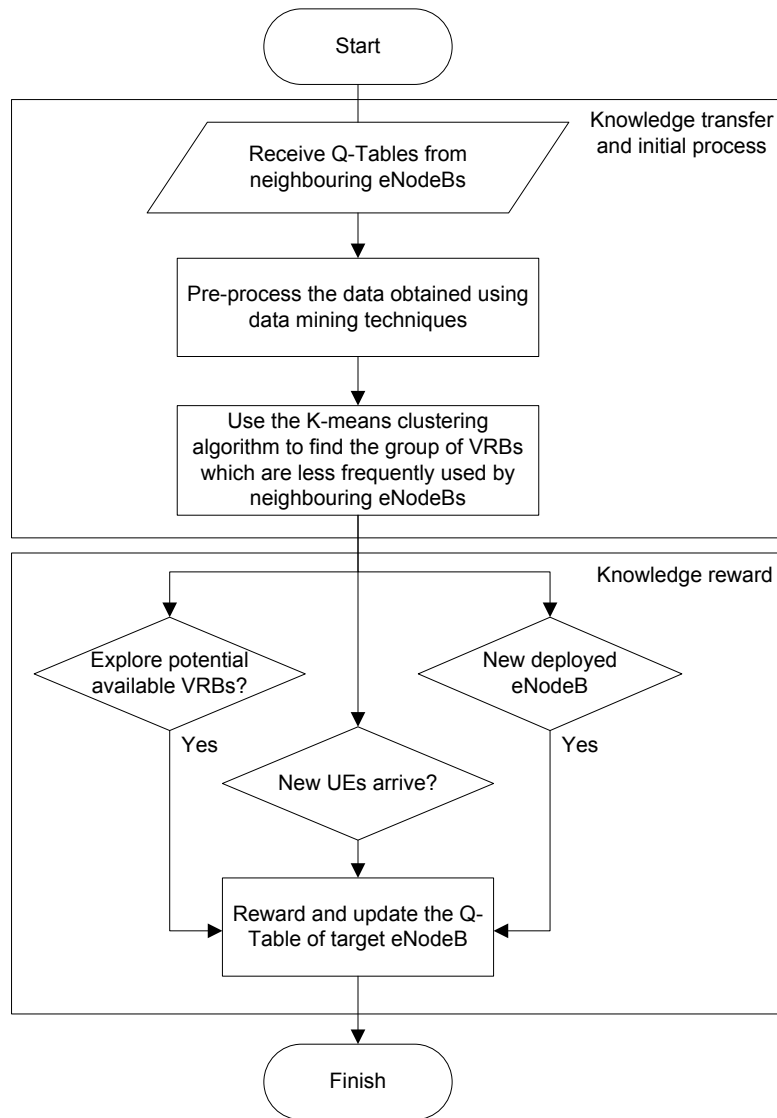 Start
Knowledge transfer
and initial process
Receive Q-Tables from
neighbouring eNodeBs
Pre-process the data obtained using
data mining techniques
Use the K-means clustering
algorithm to find the group of VRBs
which are less frequently used by
neighbouring eNodeBs
Knowledge reward
Explore potential
available VRBs?
New deployed
eNodeB
Yes
Yes
New UEs arrive?
Reward and update the Q-
Table of target eNodeB
Finish